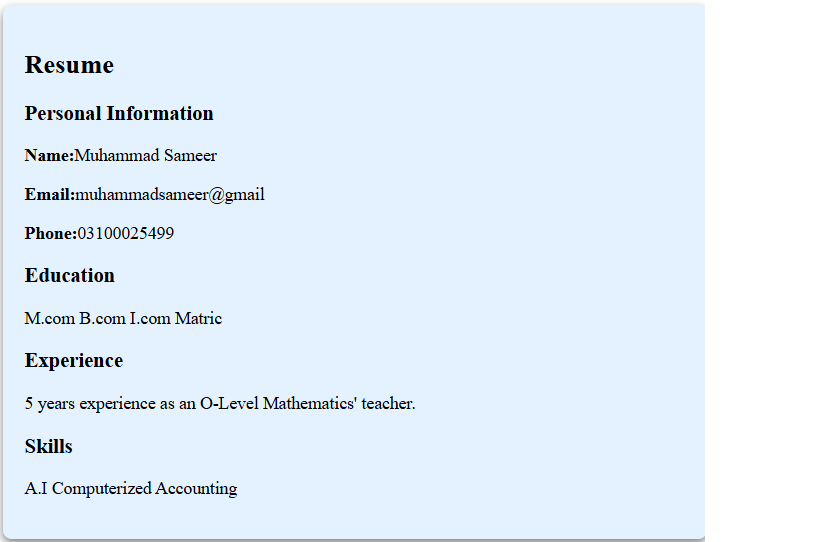 Resume
Personal Information
Name:Muhammad Sameer
Email:muhammadsameer@gmail
Phone:03100025499
Education
M.com B.com I.com Matric
Experience
5 years experience as an O-Level Mathematics' teacher.
Skills
A.I Computerized Accounting